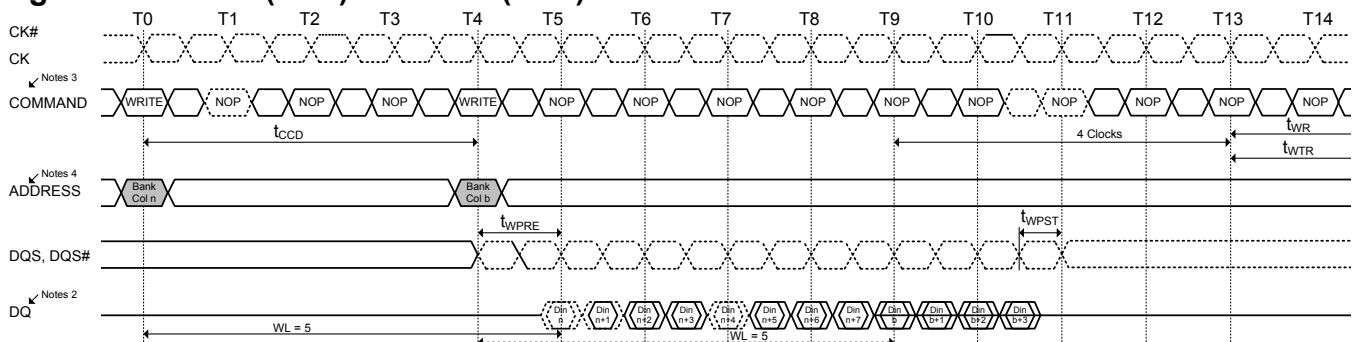 T0 T1 T2 T3 T4 T5 T6 T7 T8 T9 T10 T11 T12 T13 T14
CK#
CK
Notes 3
COMMAND WRITE NOP NOP NOP WRITE NOP NOP NOP NOP NOP NOP NOP NOP NOP NOP
tCCD 4 Clocks tWR
tWTR
Notes 4
ADDRESS Bank Col n Bank Col b
tWPRE tWPST
DQS, DQS#
Notes 2
DQ Din n Din n+1 Din n+2 Din n+3 Din n+4 Din n+5 Din n+6 Din n+7 Din b Din b+1 Din b+2 Din b+3
WL = 5 WL = 5